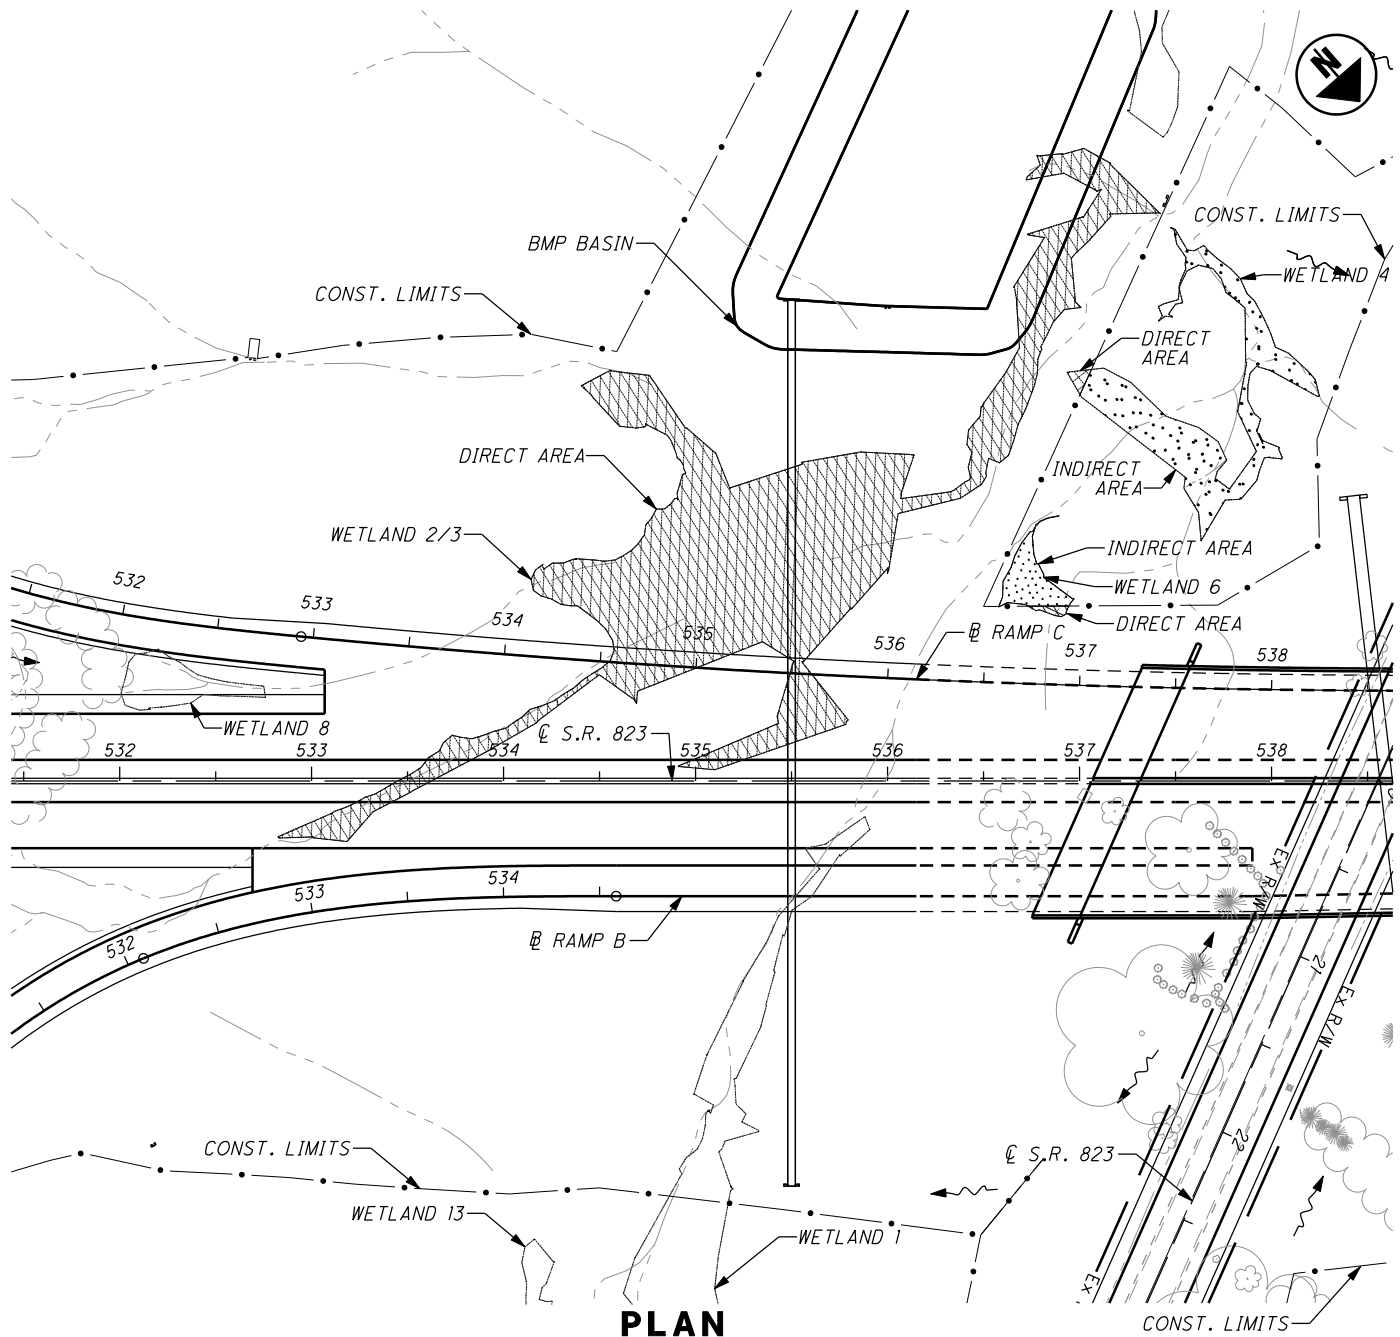 N
CONST. LIMITS
BMP BASIN
WETLAND 4
CONST. LIMITS
DIRECT
AREA
DIRECT AREA
INDIRECT
AREA
WETLAND 2/3
INDIRECT AREA
532
WETLAND 6
533
534
DIRECT AREA
535
536
℄ RAMP C
537
538
WETLAND 8
℄ S.R. 823
532
533
534
535
536
537
538
Ex R/W
533
534
532
℄ RAMP B
21
Ex R/W
22
CONST. LIMITS
℄ S.R. 823
WETLAND 13
WETLAND 1
Ex
CONST. LIMITS
PLAN